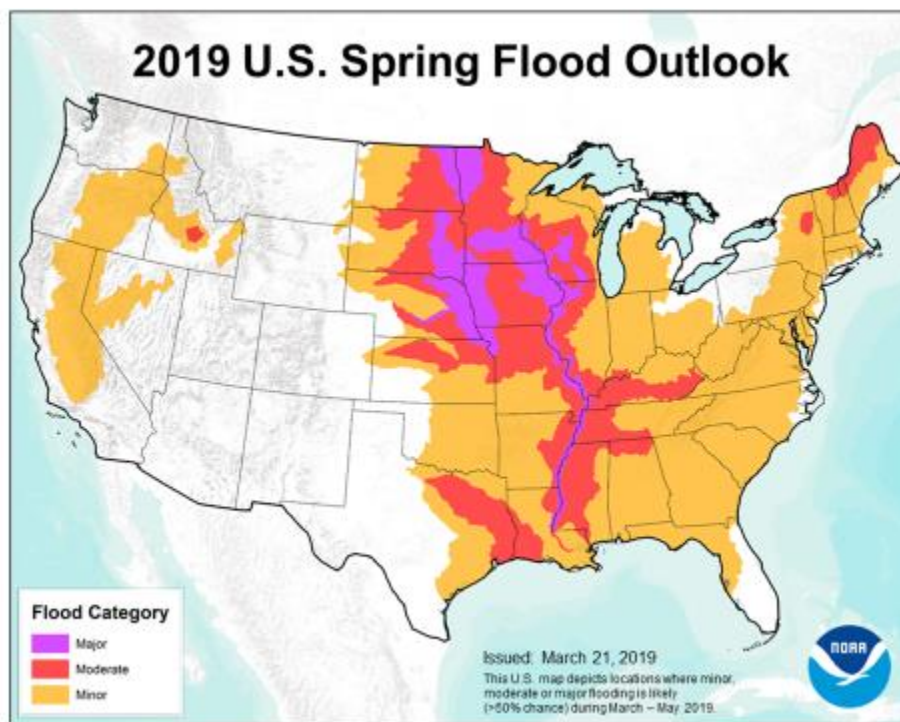 2019 U.S. Spring Flood Outlook
Flood Category
Major
Moderate
Minor
Issued: March 21, 2019
This U.S. map depicts locations where minor,
moderate or major flooding is likely
(>50% chance) during March – May 2019.
NOAA